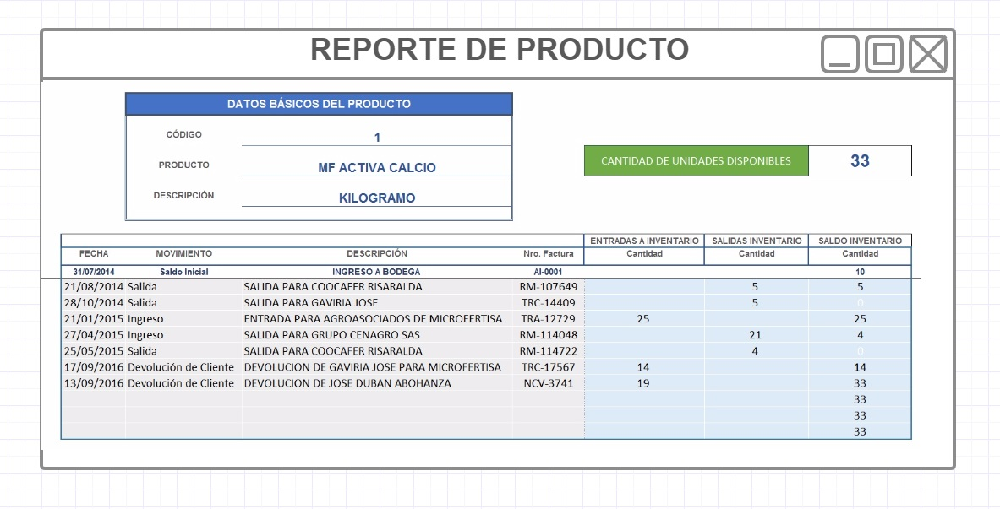 REPORTE DE PRODUCTO
DATOS BÁSICOS DEL PRODUCTO
CÓDIGO 1
PRODUCTO MF ACTIVA CALCIO
DESCRIPCIÓN KILOGRAMO
CANTIDAD DE UNIDADES DISPONIBLES 33
ENTRADAS A INVENTARIO SALIDAS INVENTARIO SALDO INVENTARIO
FECHA MOVIMIENTO DESCRIPCIÓN Nro. Factura Cantidad Cantidad Cantidad
31/07/2014 Saldo Inicial INGRESO A BODEGA AI-0001 10
21/08/2014 Salida SALIDA PARA COOCAFER RISARALDA RM-107649 5 5
28/10/2014 Salida SALIDA PARA GAVIRIA JOSE TRC-14409 5 0
21/01/2015 Ingreso ENTRADA PARA AGROASOCIADOS DE MICROFERTISA TRA-12729 25 25
27/04/2015 Ingreso SALIDA PARA GRUPO CENAGRO SAS RM-114048 21 4
25/05/2015 Salida SALIDA PARA COOCAFER RISARALDA RM-114722 4 0
17/09/2016 Devolución de Cliente DEVOLUCION DE GAVIRIA JOSE PARA MICROFERTISA TRC-17567 14 14
13/09/2016 Devolución de Cliente DEVOLUCION DE JOSE DUBAN ABOHANZA NCV-3741 19 33
33
33
33